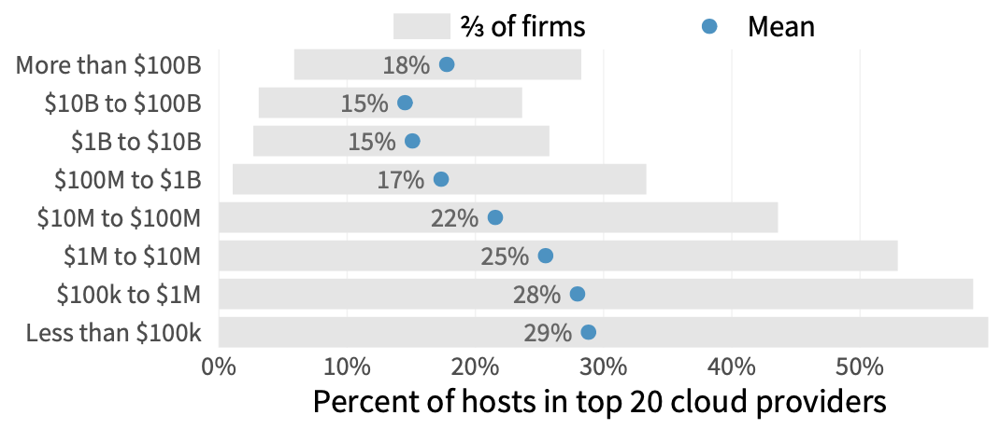 ⅔ of firms Mean
More than $100B 18%
$10B to $100B 15%
$1B to $10B 15%
$100M to $1B 17%
$10M to $100M 22%
$1M to $10M 25%
$100k to $1M 28%
Less than $100k 29%
0% 10% 20% 30% 40% 50%
Percent of hosts in top 20 cloud providers